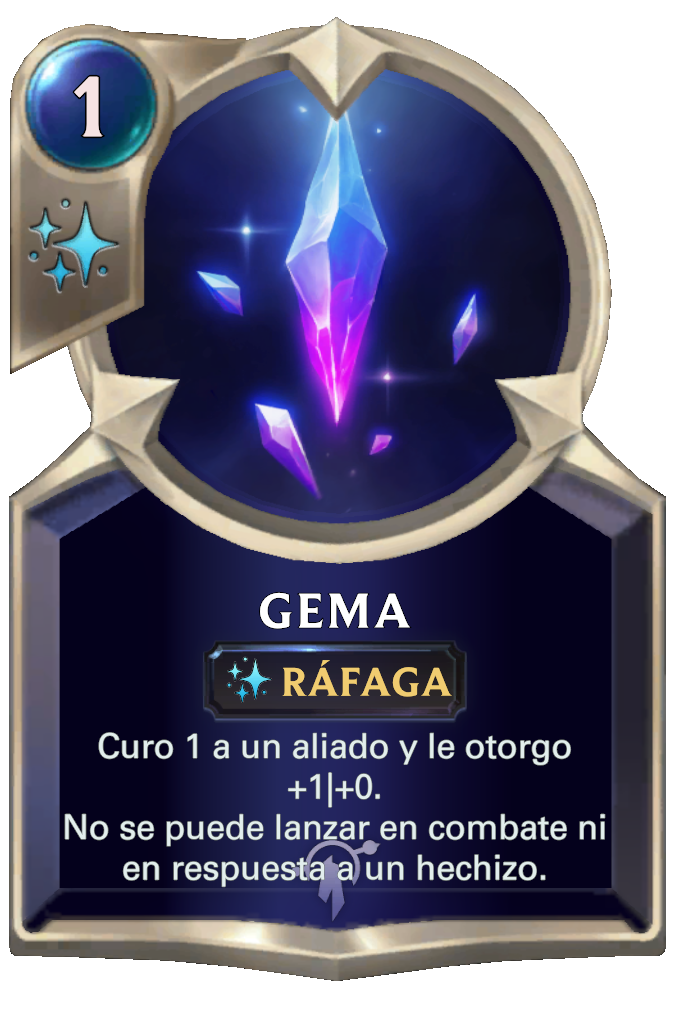 1
GEMA
RÁFAGA
Curo 1 a un aliado y le otorgo
+1|+0.
No se puede lanzar en combate ni
en respuesta a un hechizo.